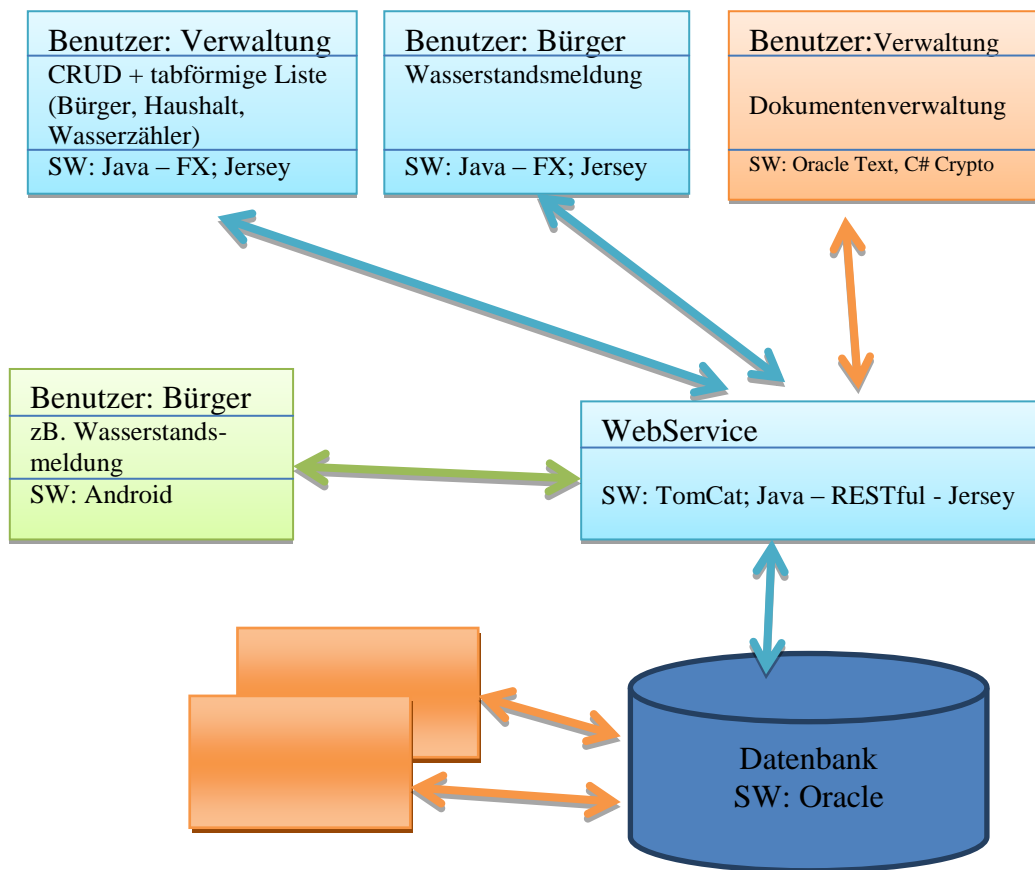 Benutzer: Verwaltung
CRUD + tabförmige Liste
(Bürger, Haushalt,
Wasserzähler)
SW: Java – FX; Jersey
Benutzer: Bürger
Wasserstandsmeldung
SW: Java – FX; Jersey
Benutzer:Verwaltung
Dokumentenverwaltung
SW: Oracle Text, C# Crypto
Benutzer: Bürger
zB. Wasserstands-
meldung
SW: Android
WebService
SW: TomCat; Java – RESTful - Jersey
Datenbank
SW: Oracle